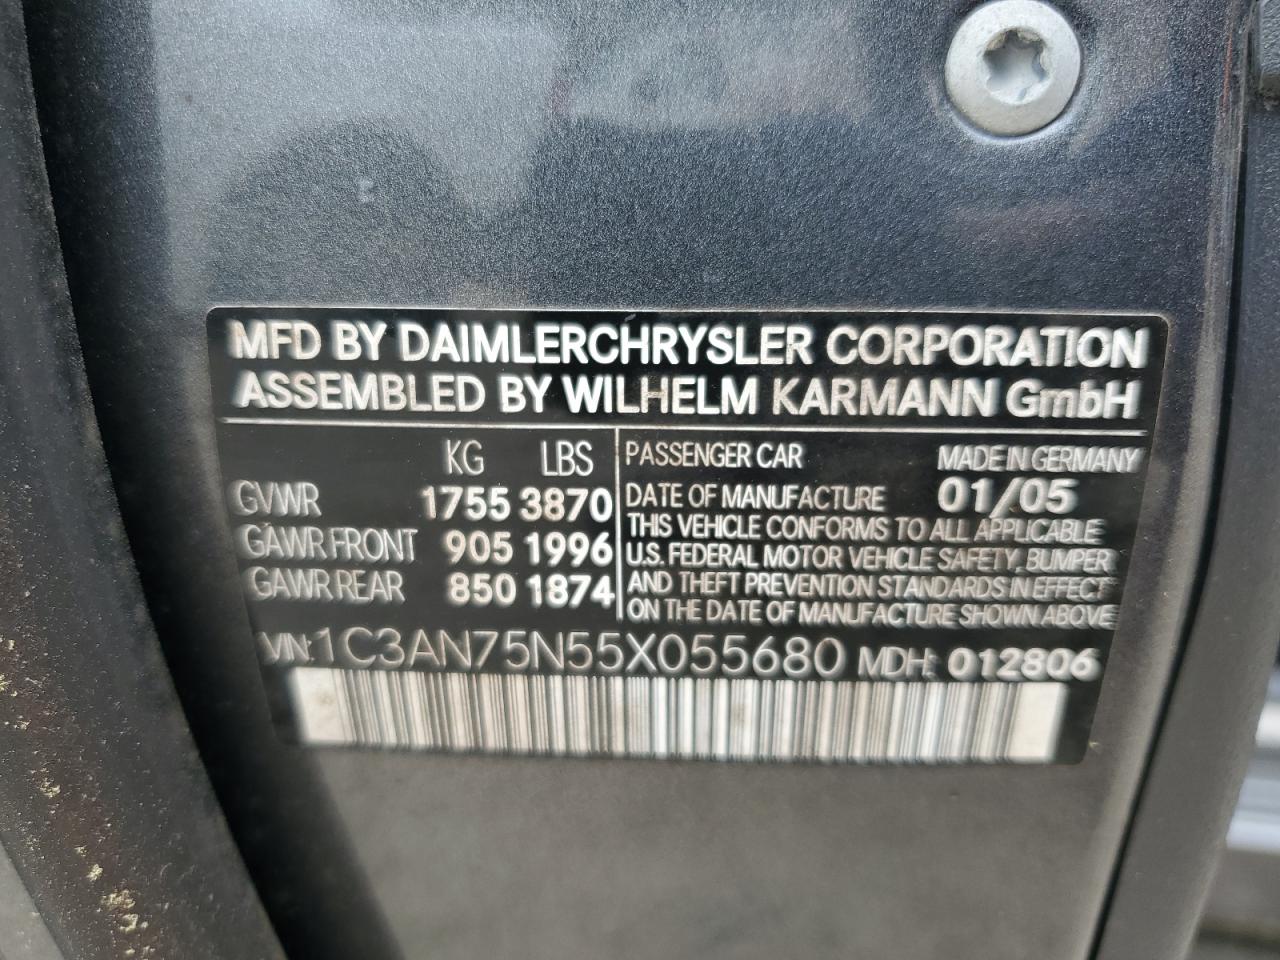 MFD BY DAIMLERCHRYSLER CORPORATION
ASSEMBLED BY WILHELM KARMANN GmbH
KG LBS
GVWR 1755 3870
GAWR FRONT 905 1996
GAWR REAR 850 1874
PASSENGER CAR MADE IN GERMANY
DATE OF MANUFACTURE 01/05
THIS VEHICLE CONFORMS TO ALL APPLICABLE
U.S. FEDERAL MOTOR VEHICLE SAFETY, BUMPER
AND THEFT PREVENTION STANDARDS IN EFFECT
ON THE DATE OF MANUFACTURE SHOWN ABOVE
VIN: 1C3AN75N55X055680 MDH: 012806